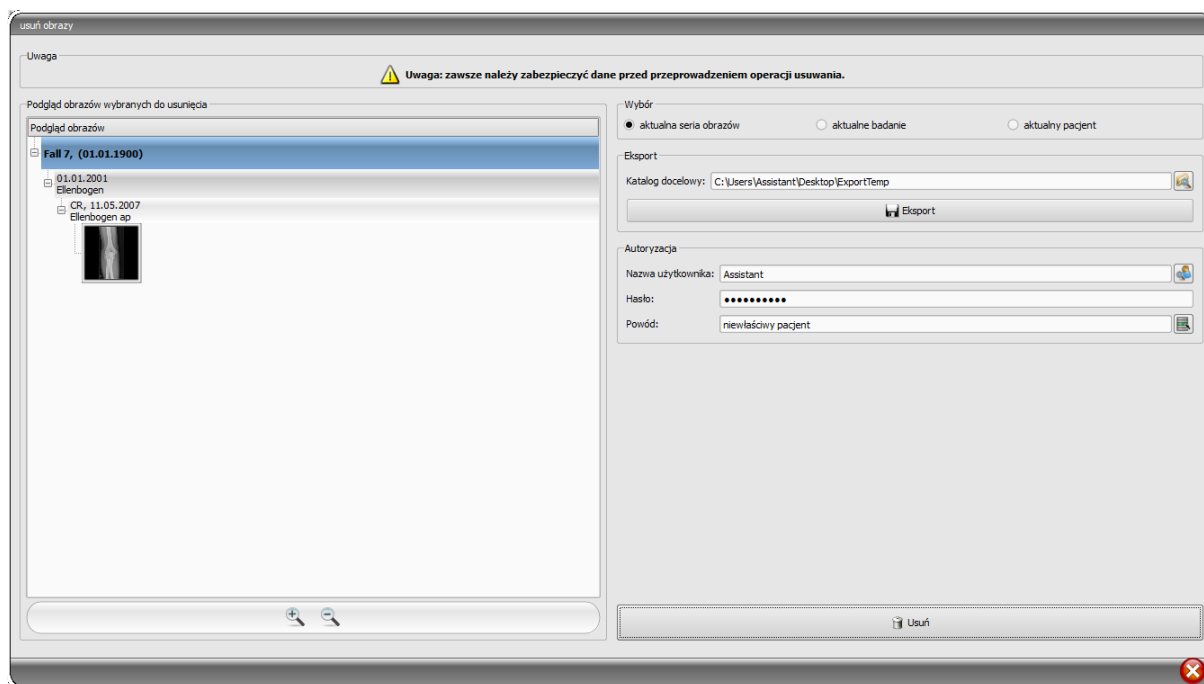 usuń obrazy
Uwaga
Uwaga: zawsze należy zabezpieczyć dane przed przeprowadzeniem operacji usuwania.
Podgląd obrazów wybranych do usunięcia
Podgląd obrazów
Fall 7, (01.01.1900)
01.01.2001
Ellenbogen
CR, 11.05.2007
Ellenbogen ap
Wybór
aktualna seria obrazów
aktualne badanie
aktualny pacjent
Eksport
Katalog docelowy: C:\Users\Assistant\Desktop\ExportTemp
Eksport
Autoryzacja
Nazwa użytkownika: Assistant
Hasło: ●●●●●●●●●●
Powód: niewłaściwy pacjent
Usuń